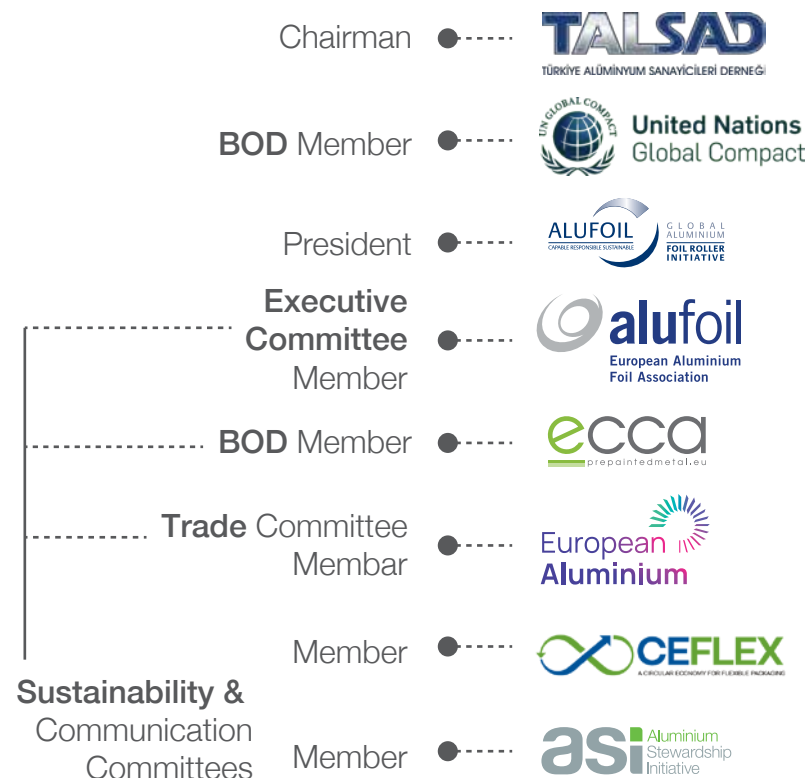 Chairman
TALSAD
TÜRKİYE ALÜMİNYUM SANAYİCİLERİ DERNEĞİ
BOD Member
UN GLOBAL COMPACT
United Nations
Global Compact
President
ALUFOIL
CAPABLE RESPONSIBLE SUSTAINABLE
GLOBAL
ALUMINIUM
FOIL ROLLER
INITIATIVE
Executive
Committee
Member
alufoil
European Aluminium
Foil Association
BOD Member
ecca
prepaintedmetal.eu
Trade Committee
Membar
European
Aluminium
Member
CEFLEX
A CIRCULAR ECONOMY FOR FLEXIBLE PACKAGING
Sustainability &
Communication
Committees
Member
asi
Aluminium
Stewardship
Initiative